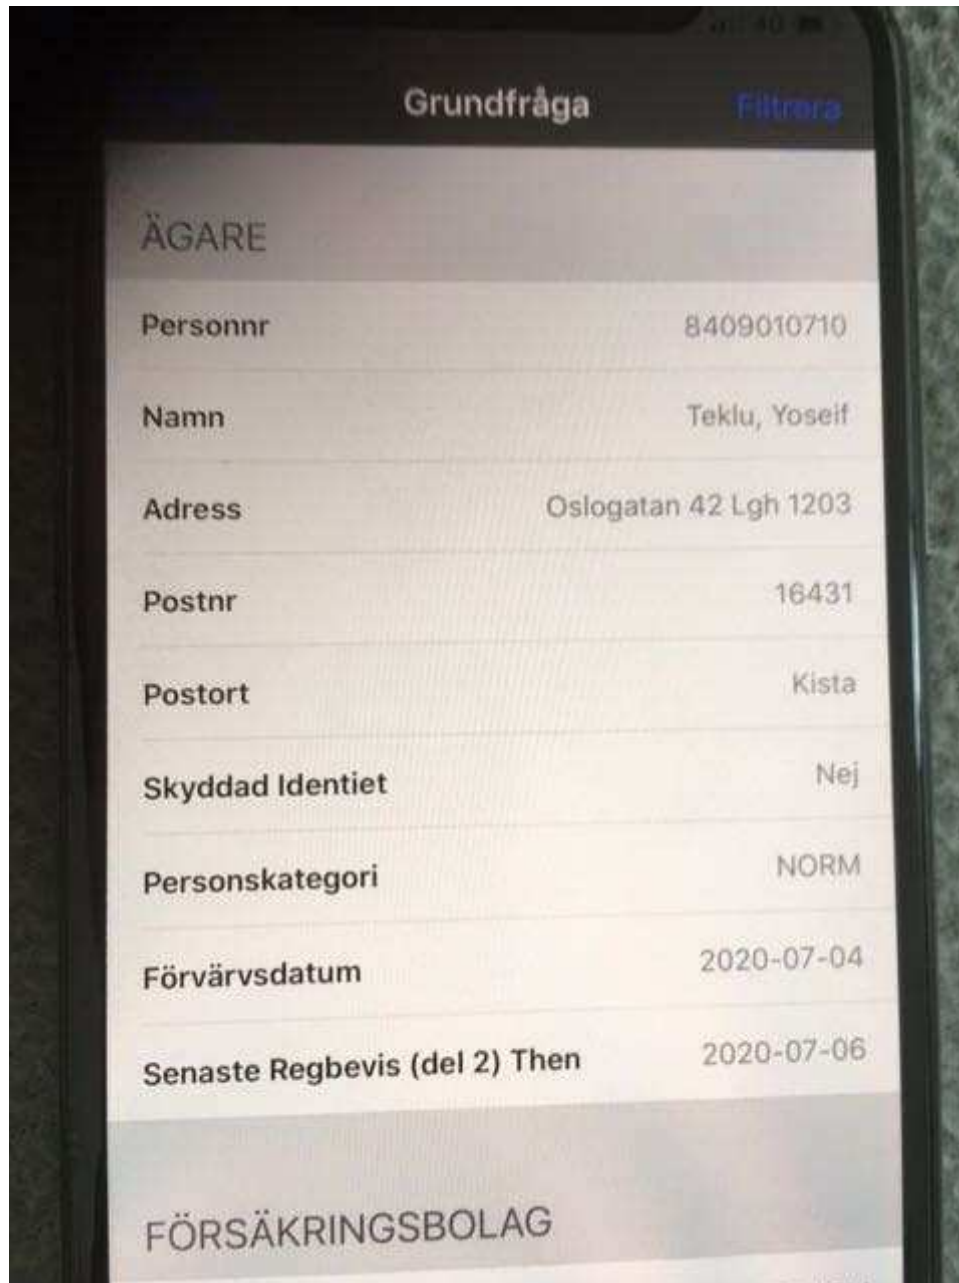 Grundfråga
Filtrera
ÄGARE
Personnr 8409010710
Namn Teklu, Yoseif
Adress Oslogatan 42 Lgh 1203
Postnr 16431
Postort Kista
Skyddad Identiet Nej
Personskategori NORM
Förvärvsdatum 2020-07-04
Senaste Regbevis (del 2) Then 2020-07-06
FÖRSÄKRINGSBOLAG